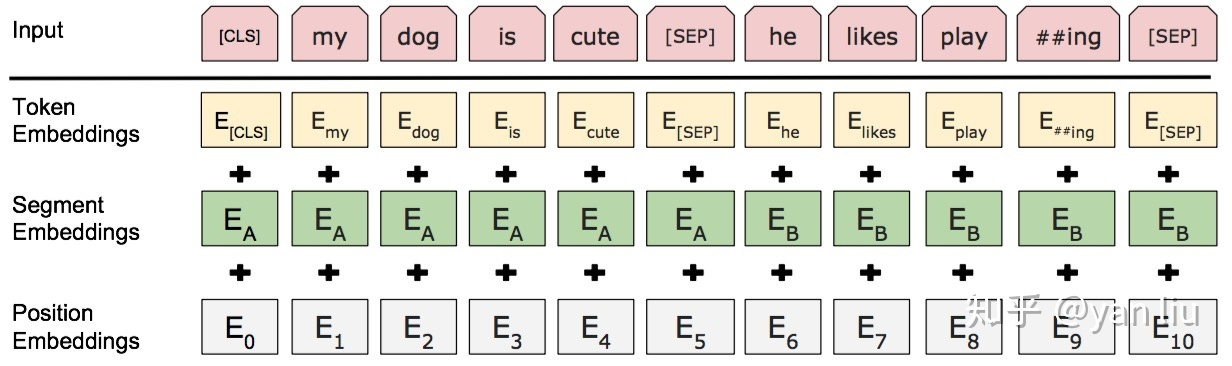 Input [CLS] my dog is cute [SEP] he likes play ##ing [SEP]
Token Embeddings E[CLS] Emy Edog Eis Ecute E[SEP] Ehe Elikes Eplay E##ing E[SEP]
Segment Embeddings EA EA EA EA EA EA EB EB EB EB EB
Position Embeddings E0 E1 E2 E3 E4 E5 E6 E7 E8 E9 E10
知乎 @yan liu